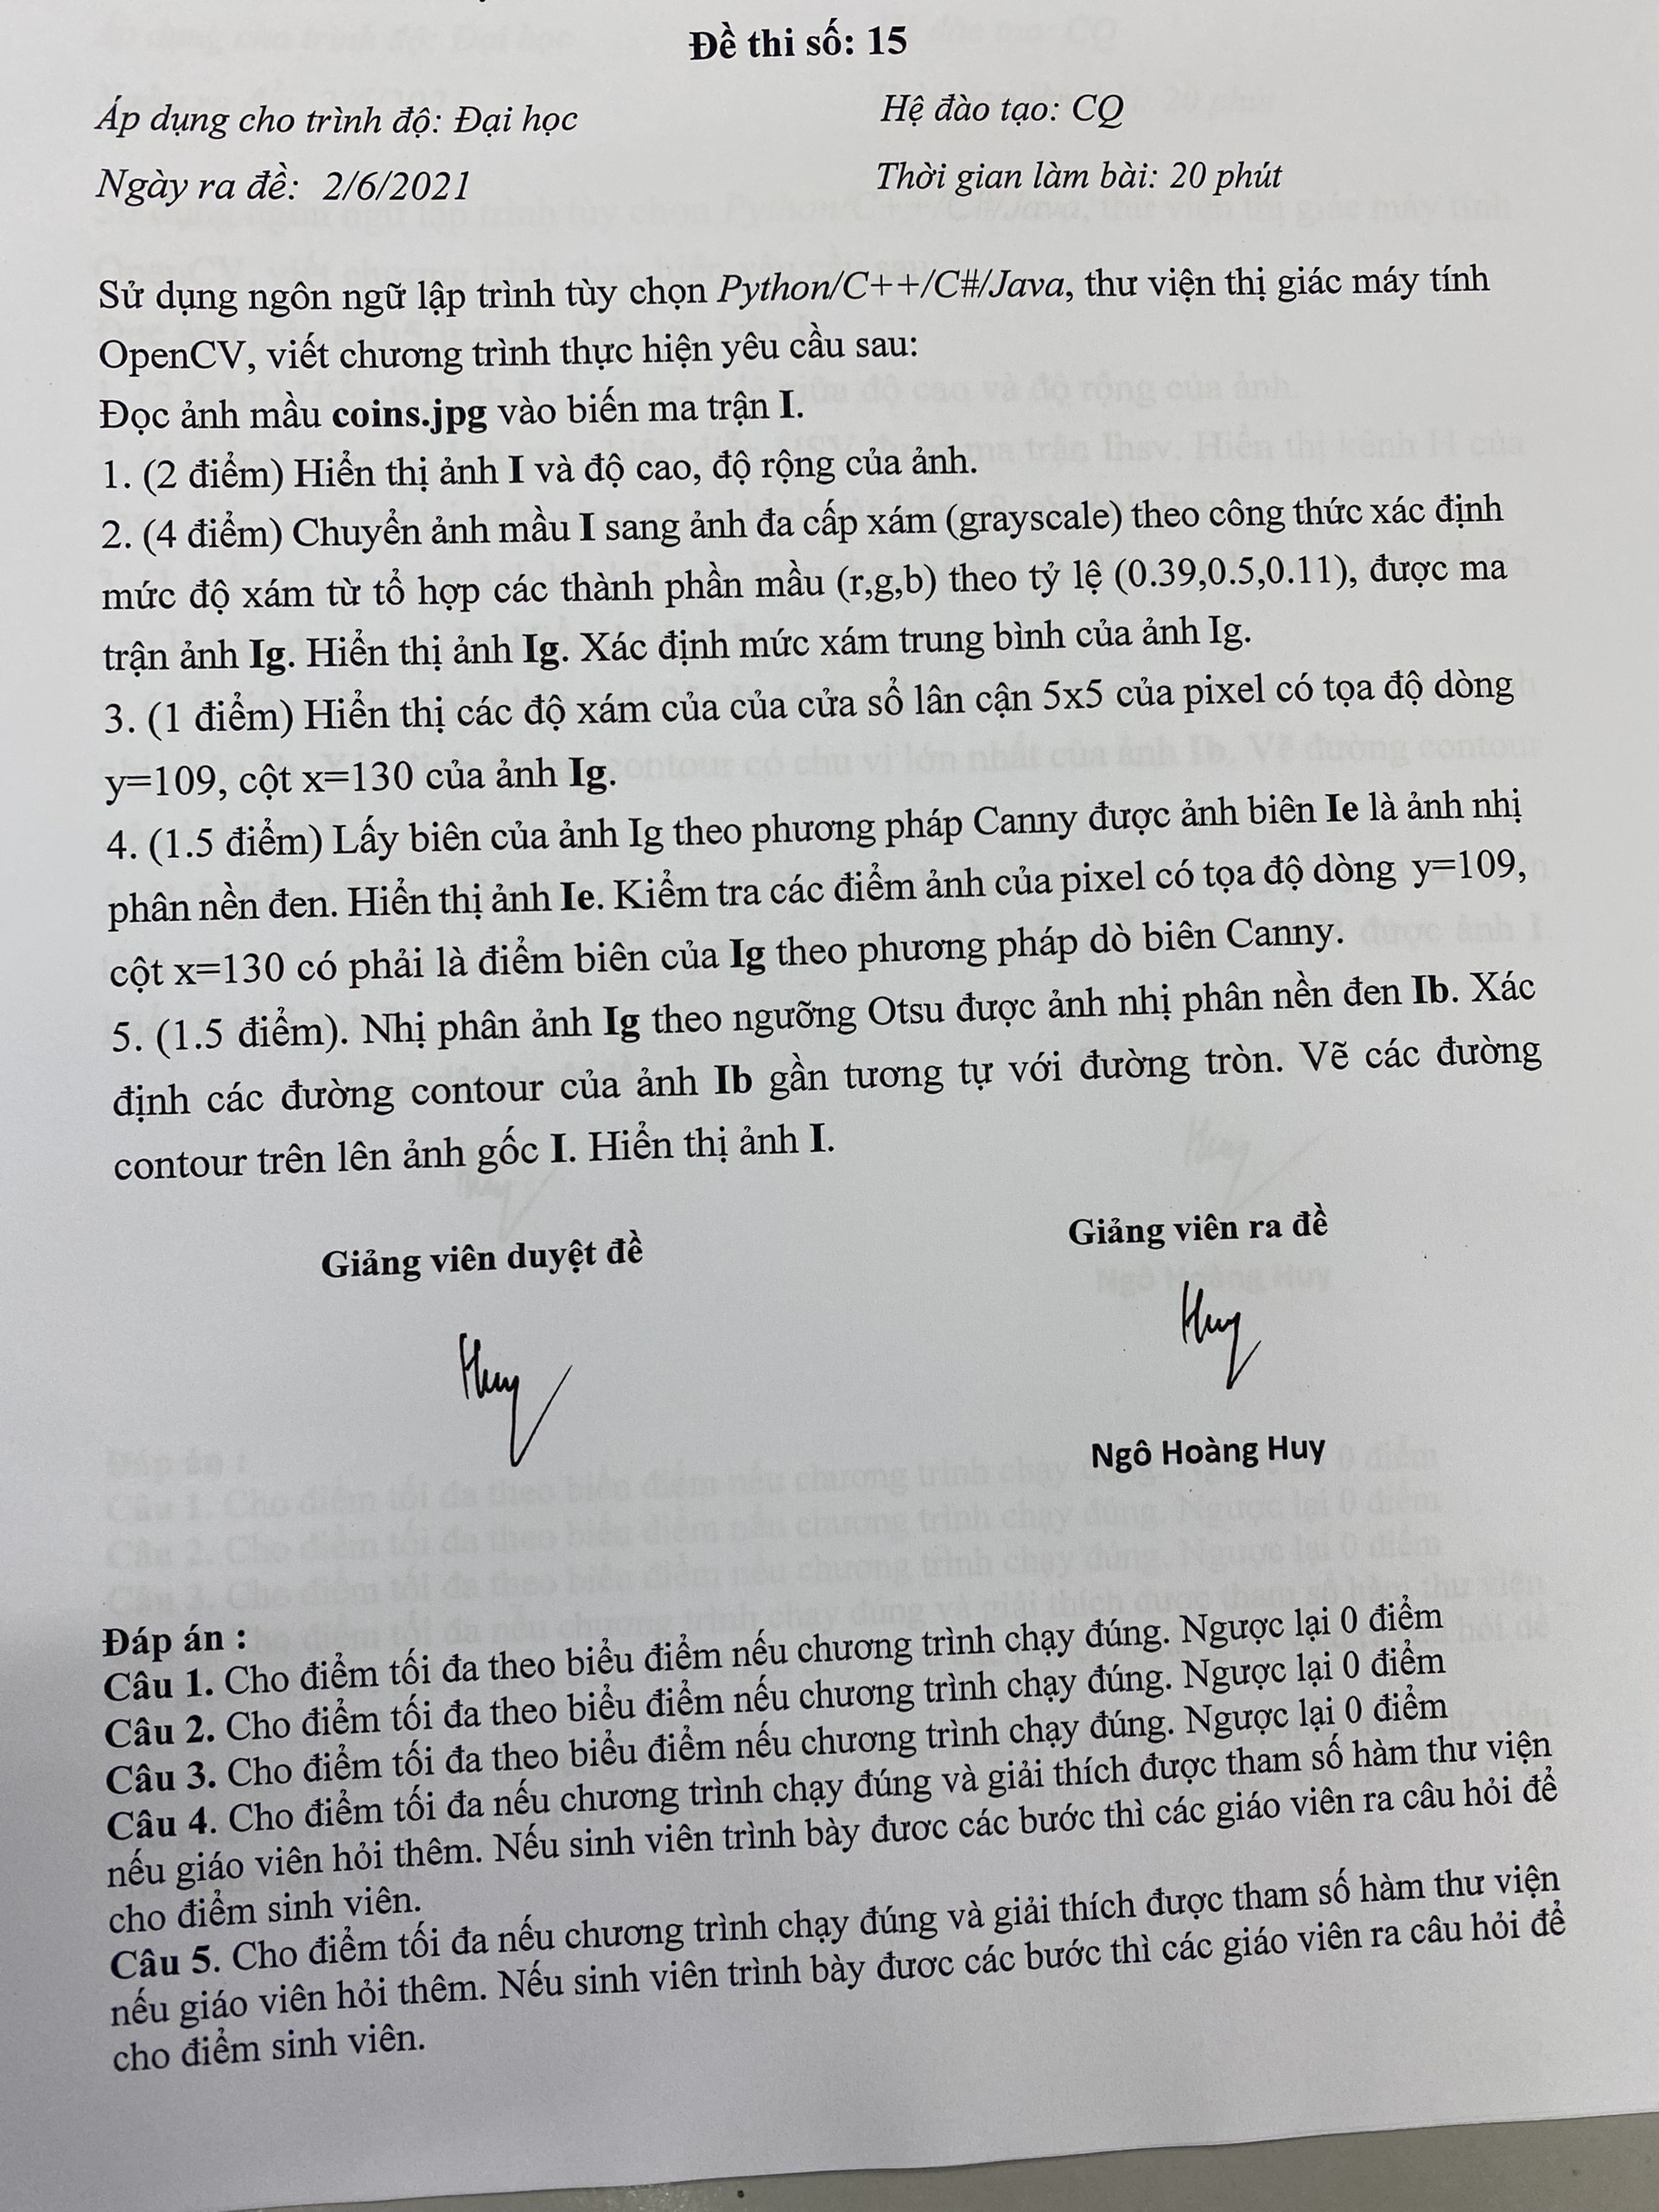 Đề thi số: 15
Áp dụng cho trình độ: Đại học Hệ đào tạo: CQ
Ngày ra đề: 2/6/2021 Thời gian làm bài: 20 phút
Sử dụng ngôn ngữ lập trình tùy chọn Python/C++/C#/Java, thư viện thị giác máy tính
OpenCV, viết chương trình thực hiện yêu cầu sau:
Đọc ảnh mầu coins.jpg vào biến ma trận I.
1. (2 điểm) Hiển thị ảnh I và độ cao, độ rộng của ảnh.
2. (4 điểm) Chuyển ảnh mầu I sang ảnh đa cấp xám (grayscale) theo công thức xác định
mức độ xám từ tổ hợp các thành phần mầu (r,g,b) theo tỷ lệ (0.39,0.5,0.11), được ma
trận ảnh Ig. Hiển thị ảnh Ig. Xác định mức xám trung bình của ảnh Ig.
3. (1 điểm) Hiển thị các độ xám của của cửa sổ lân cận 5x5 của pixel có tọa độ dòng
y=109, cột x=130 của ảnh Ig.
4. (1.5 điểm) Lấy biên của ảnh Ig theo phương pháp Canny được ảnh biên Ie là ảnh nhị
phân nền đen. Hiển thị ảnh Ie. Kiểm tra các điểm ảnh của pixel có tọa độ dòng y=109,
cột x=130 có phải là điểm biên của Ig theo phương pháp dò biên Canny.
5. (1.5 điểm). Nhị phân ảnh Ig theo ngưỡng Otsu được ảnh nhị phân nền đen Ib. Xác
định các đường contour của ảnh Ib gần tương tự với đường tròn. Vẽ các đường
contour trên lên ảnh gốc I. Hiển thị ảnh I.
Giảng viên duyệt đề Giảng viên ra đề
Huy Huy
Ngô Hoàng Huy
Đáp án :
Câu 1. Cho điểm tối đa theo biểu điểm nếu chương trình chạy đúng. Ngược lại 0 điểm
Câu 2. Cho điểm tối đa theo biểu điểm nếu chương trình chạy đúng. Ngược lại 0 điểm
Câu 3. Cho điểm tối đa theo biểu điểm nếu chương trình chạy đúng. Ngược lại 0 điểm
Câu 4. Cho điểm tối đa nếu chương trình chạy đúng và giải thích được tham số hàm thư viện
nếu giáo viên hỏi thêm. Nếu sinh viên trình bày đươc các bước thì các giáo viên ra câu hỏi để
cho điểm sinh viên.
Câu 5. Cho điểm tối đa nếu chương trình chạy đúng và giải thích được tham số hàm thư viện
nếu giáo viên hỏi thêm. Nếu sinh viên trình bày đươc các bước thì các giáo viên ra câu hỏi để
cho điểm sinh viên.